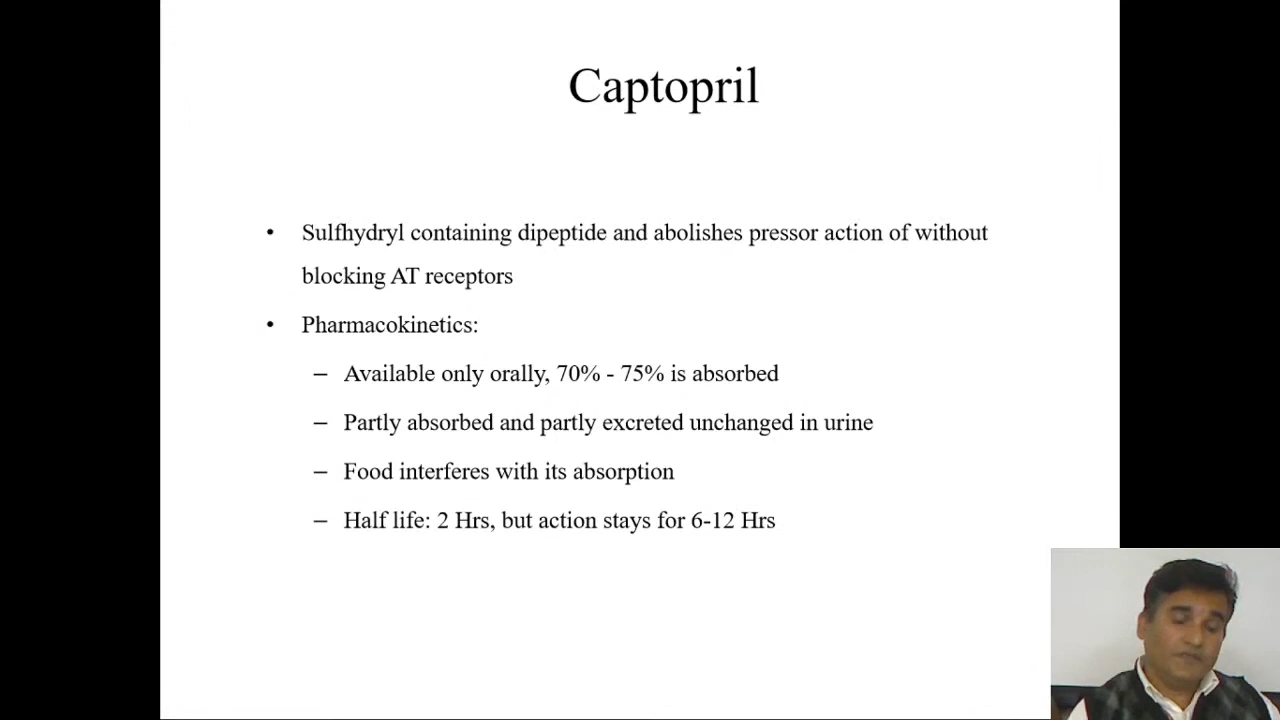 Captopril
• Sulfhydryl containing dipeptide and abolishes pressor action of without
blocking AT receptors
• Pharmacokinetics:
– Available only orally, 70% - 75% is absorbed
– Partly absorbed and partly excreted unchanged in urine
– Food interferes with its absorption
– Half life: 2 Hrs, but action stays for 6-12 Hrs